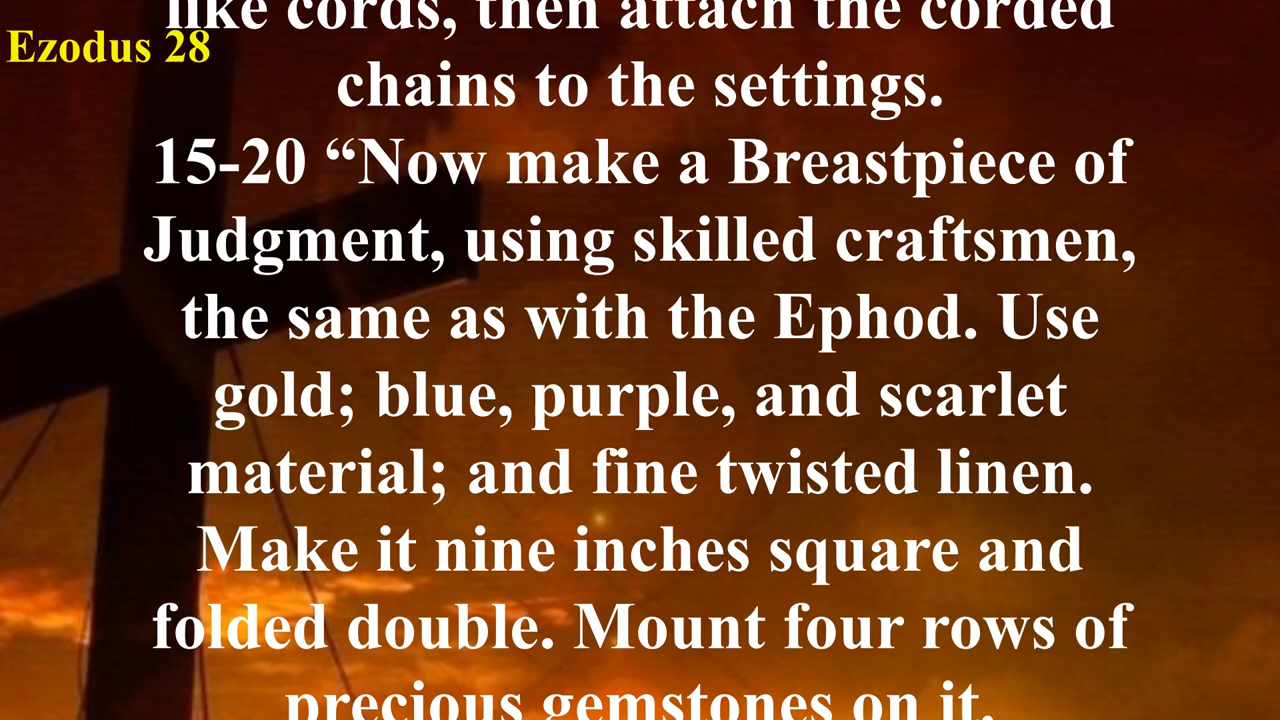 like cords, then attach the corded
Ezodus 28
chains to the settings.
15-20 “Now make a Breastpiece of
Judgment, using skilled craftsmen,
the same as with the Ephod. Use
gold; blue, purple, and scarlet
material; and fine twisted linen.
Make it nine inches square and
folded double. Mount four rows of
precious gemstones on it.